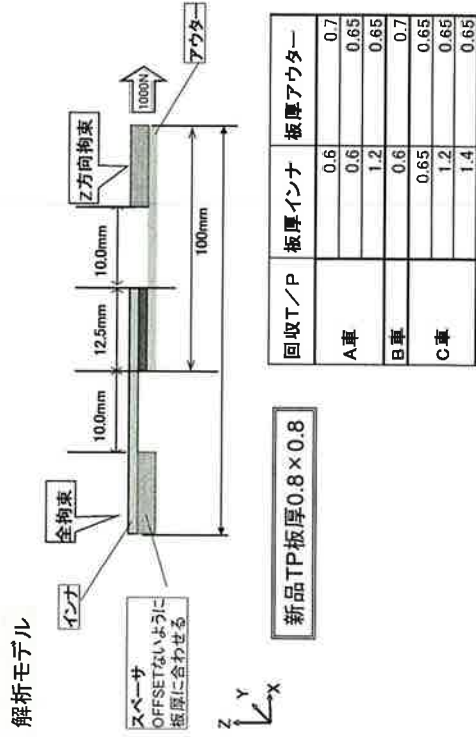 解析モデル
全拘束
インナ
スペーサ
OFFSETないように
板厚に合わせる
10.0mm
12.5mm
10.0mm
Z方向拘束
1000N
アウター
100mm
Z
Y
X
新品TP板厚0.8×0.8
回収T/P 板厚インナ 板厚アウター
A車 0.6 0.7
0.6 0.65
1.2 0.65
B車 0.6 0.7
C車 0.65 0.65
1.2 0.65
1.4 0.65